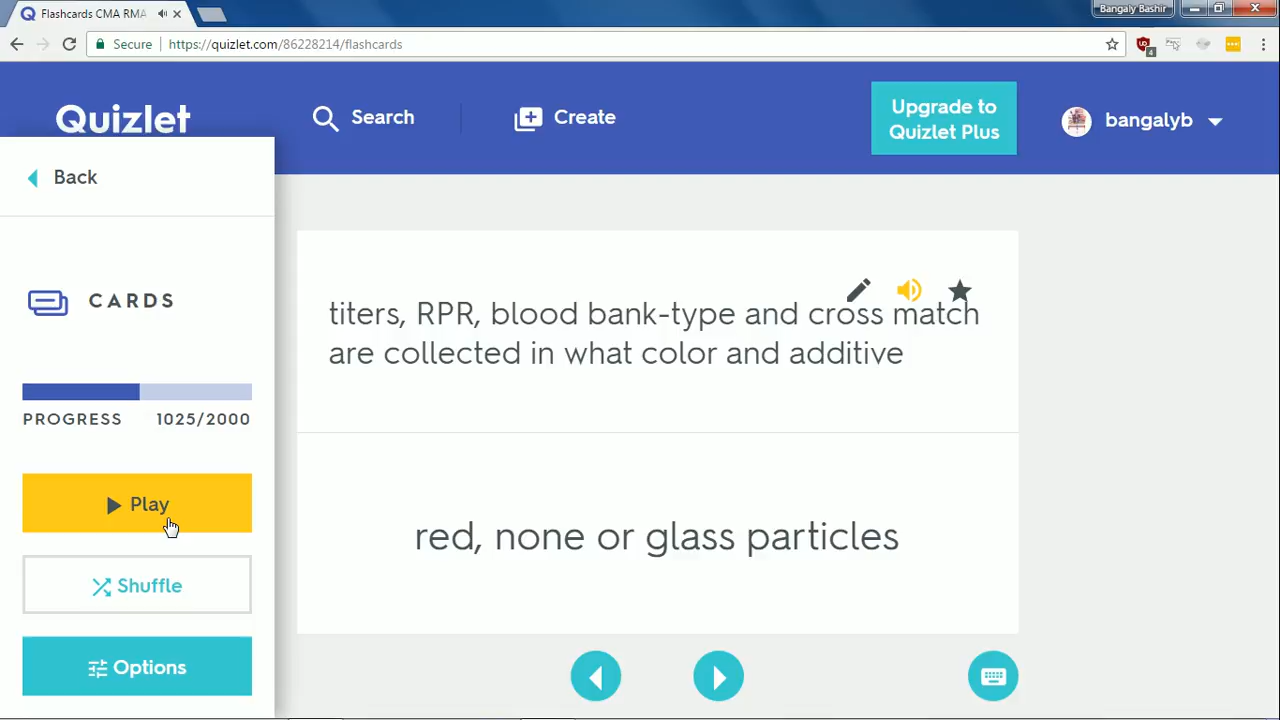 Flashcards CMA RMA
Bangaly Bashir
Secure
https://quizlet.com/86228214/flashcards
4
Quizlet
Search
Create
Upgrade to
Quizlet Plus
bangalyb
Back
CARDS
PROGRESS 1025/2000
Play
Shuffle
Options
titers, RPR, blood bank-type and cross match
are collected in what color and additive
red, none or glass particles